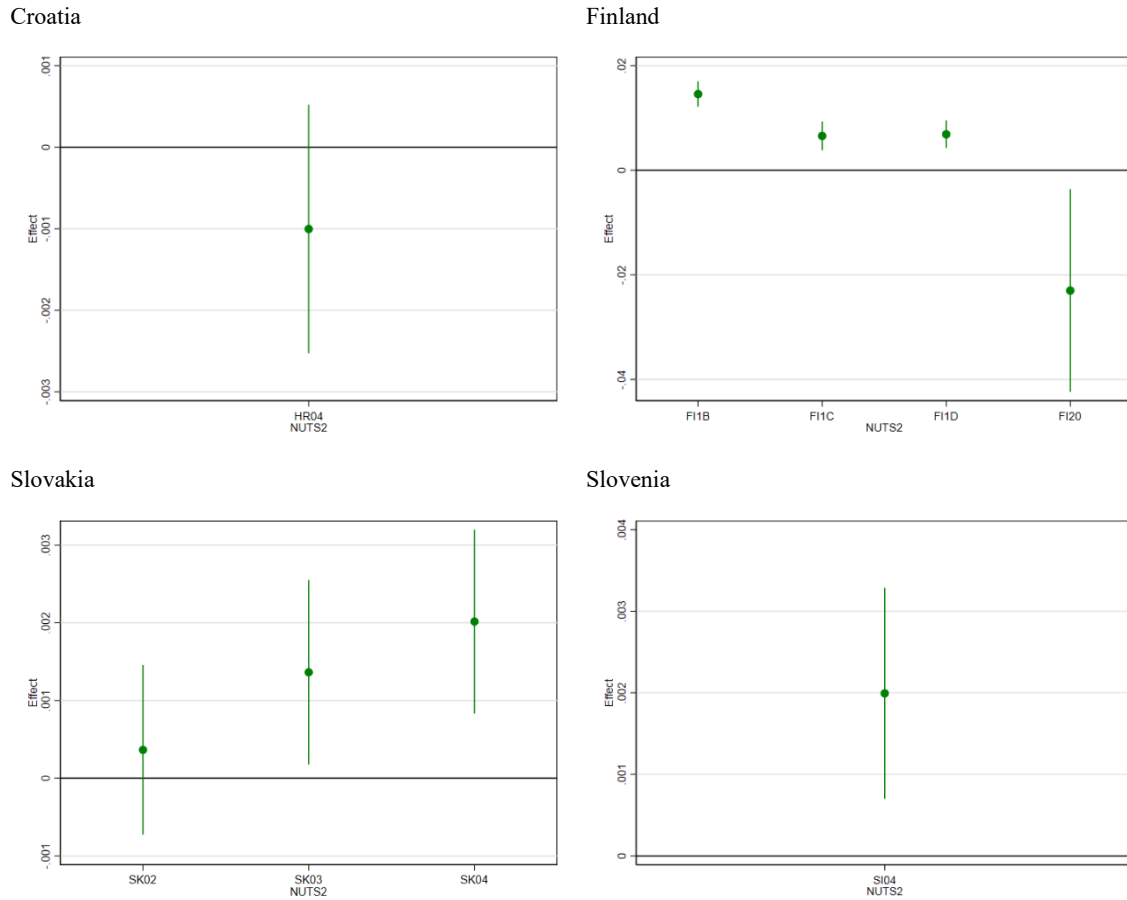 Croatia
Finland
.001
0
-.001
-.002
-.003
Effect
HR04
NUTS2
.02
0
-.02
-.04
Effect
FI1B
FI1C
FI1D
FI20
NUTS2
Slovakia
Slovenia
.003
.002
.001
0
-.001
Effect
SK02
SK03
SK04
NUTS2
.004
.003
.002
.001
0
Effect
SI04
NUTS2